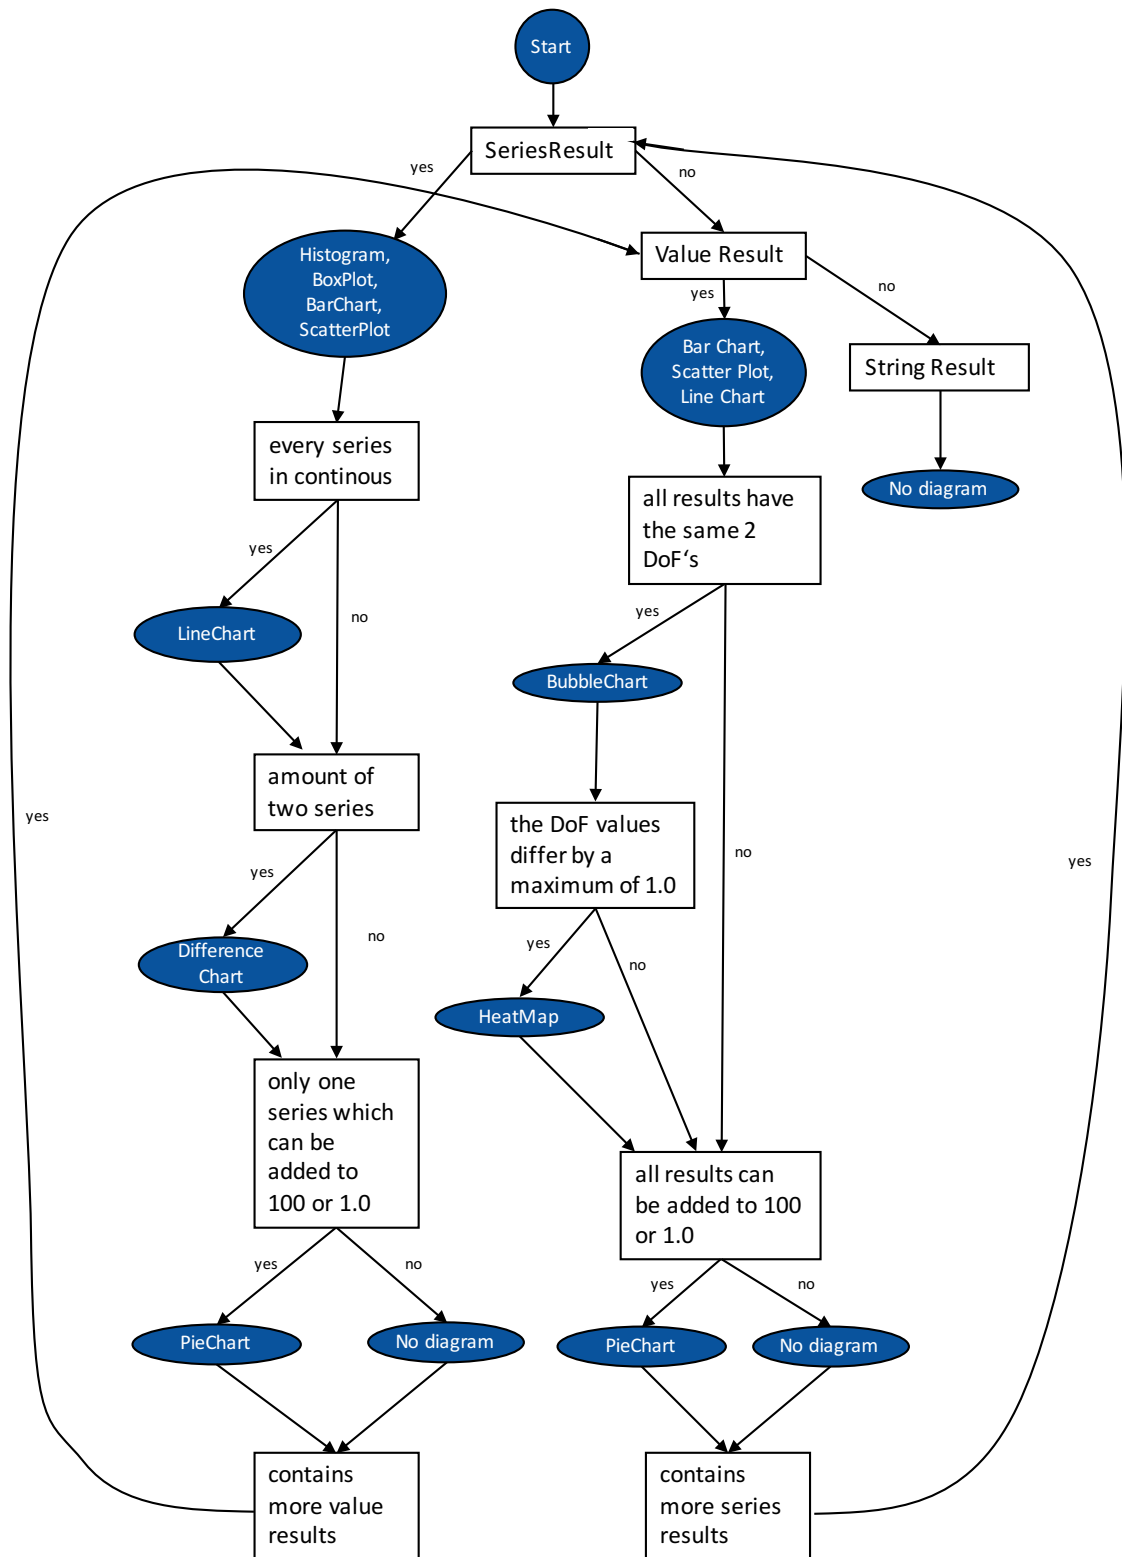 Start
SeriesResult
yes
no
Histogram,
BoxPlot,
BarChart,
ScatterPlot
Value Result
yes
no
Bar Chart,
Scatter Plot,
Line Chart
String Result
No diagram
every series
in continous
yes
no
LineChart
all results have
the same 2
DoF‘s
yes
no
BubbleChart
amount of
two series
yes
no
Difference
Chart
the DoF values
differ by a
maximum of 1.0
yes
no
HeatMap
only one
series which
can be
added to
100 or 1.0
yes
no
PieChart
No diagram
all results can
be added to 100
or 1.0
yes
no
PieChart
No diagram
contains
more value
results
yes
contains
more series
results
yes